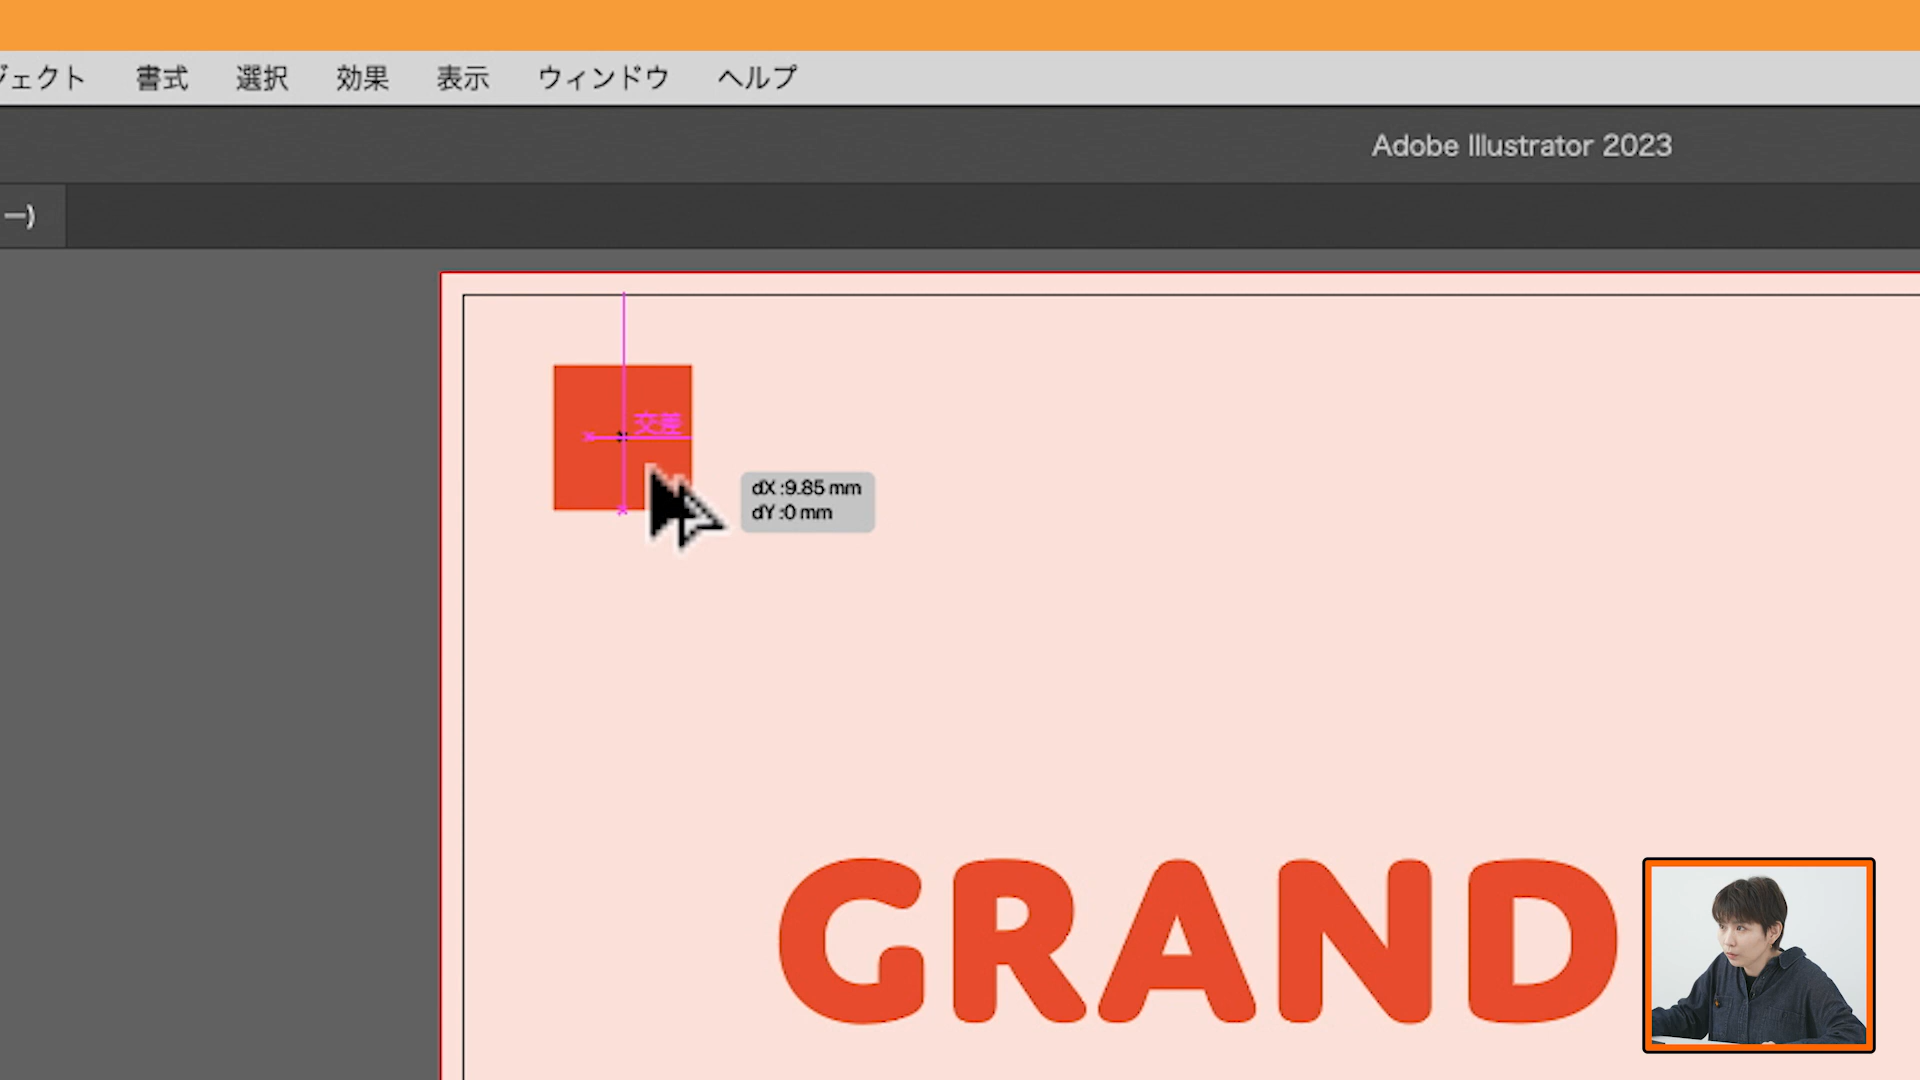 ジェクト 書式 選択 効果 表示 ウィンドウ ヘルプ
Adobe Illustrator 2023
ー)
交差
dX :9.85 mm
dY :0 mm
GRAND